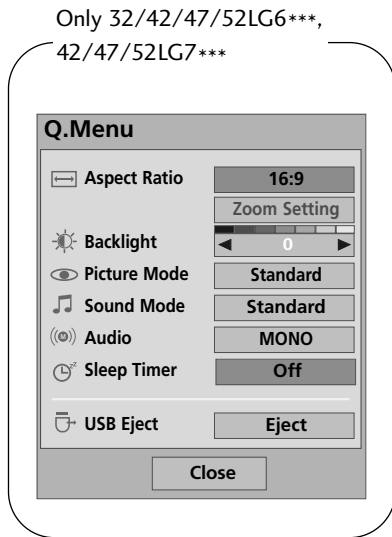 Only 32/42/47/52LG6***,
42/47/52LG7***
Q.Menu
Aspect Ratio 16:9
Zoom Setting
Backlight ◀ 0 ▶
Picture Mode Standard
Sound Mode Standard
Audio MONO
Sleep Timer Off
USB Eject Eject
Close